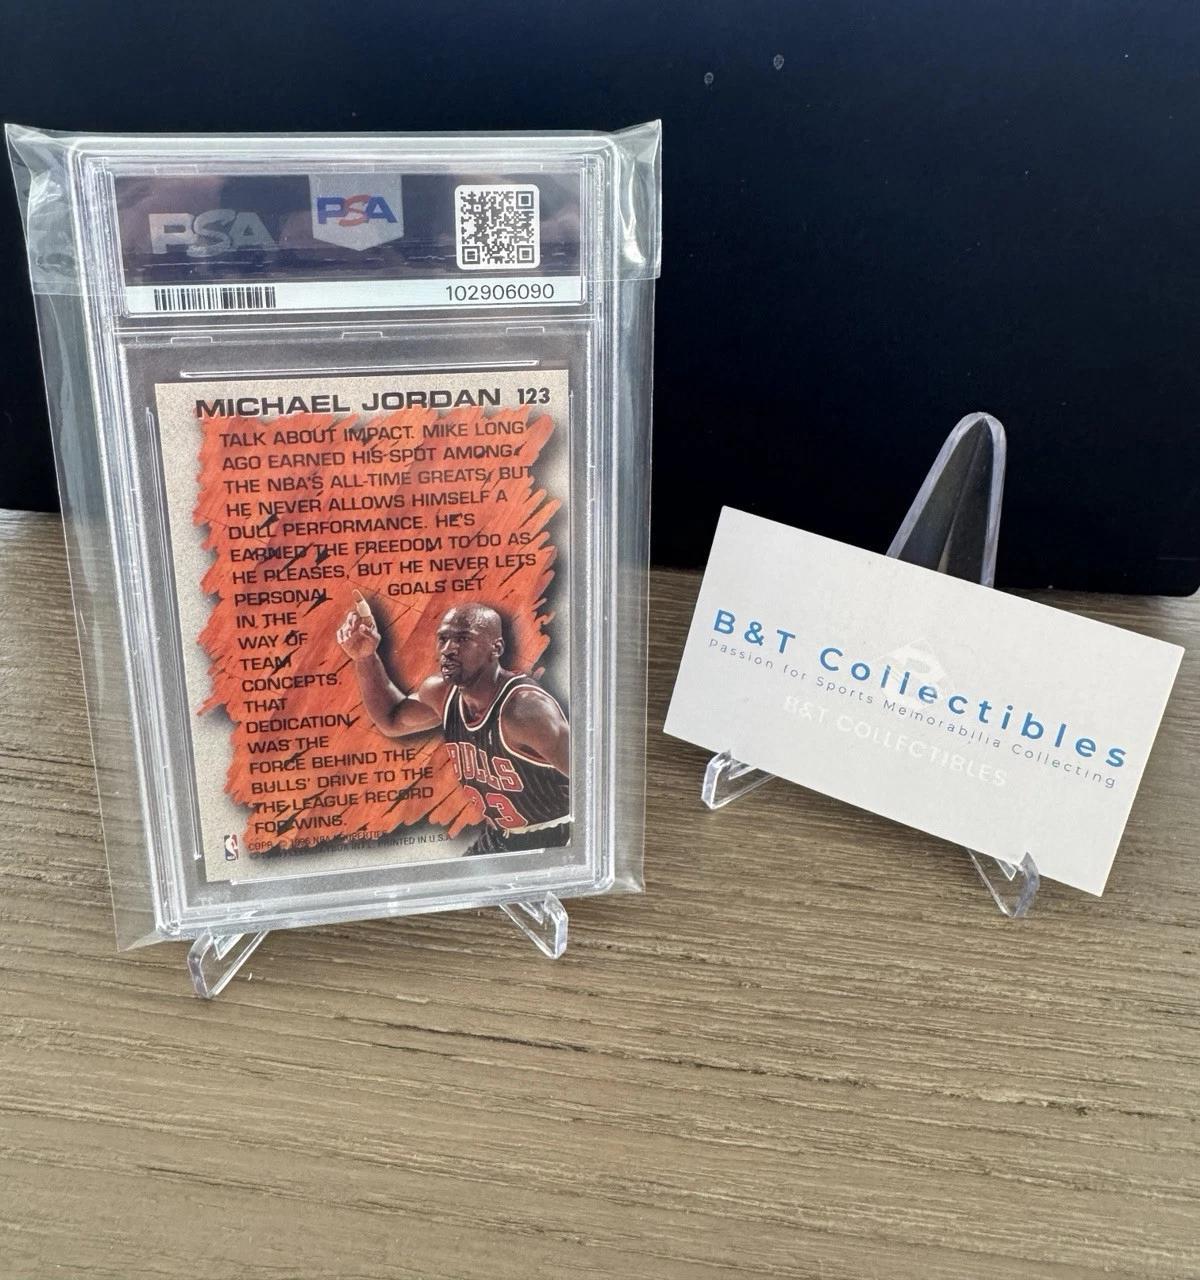 PSA
PSA
102906090
MICHAEL JORDAN 123
TALK ABOUT IMPACT. MIKE LONG
AGO EARNED HIS SPOT AMONG
THE NBA'S ALL-TIME GREATS, BUT
HE NEVER ALLOWS HIMSELF A
DULL PERFORMANCE. HE'S
EARNED THE FREEDOM TO DO AS
HE PLEASES, BUT HE NEVER LETS
PERSONAL GOALS GET
IN THE
WAY OF
TEAM
CONCEPTS.
THAT
DEDICATION
WAS THE
FORCE BEHIND THE
BULLS' DRIVE TO THE
THE LEAGUE RECORD
FOR WINS.
BULLS
23
COPR. © 1996 NBA PROPERTIES
PRINTED IN U.S.A.
B&T Collectibles
Passion for Sports Memorabilia Collecting
B&T COLLECTIBLES